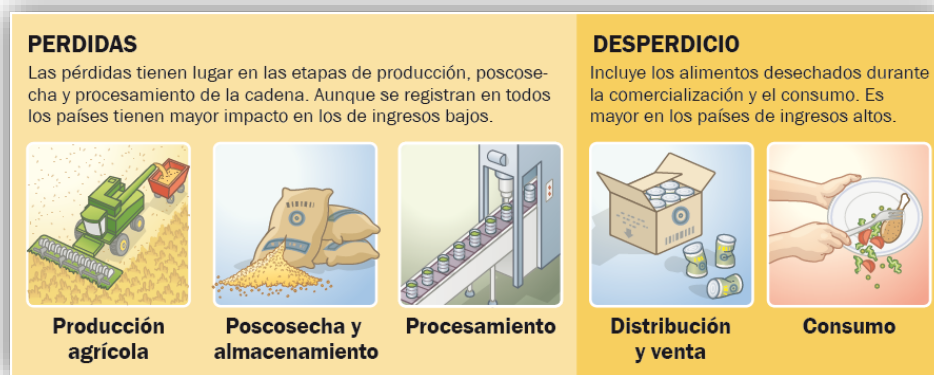 PERDIDAS
Las pérdidas tienen lugar en las etapas de producción, poscose-
cha y procesamiento de la cadena. Aunque se registran en todos
los países tienen mayor impacto en los de ingresos bajos.
Producción
agrícola
Poscosecha y
almacenamiento
Procesamiento
DESPERDICIO
Incluye los alimentos desechados durante
la comercialización y el consumo. Es
mayor en los países de ingresos altos.
Distribución
y venta
Consumo